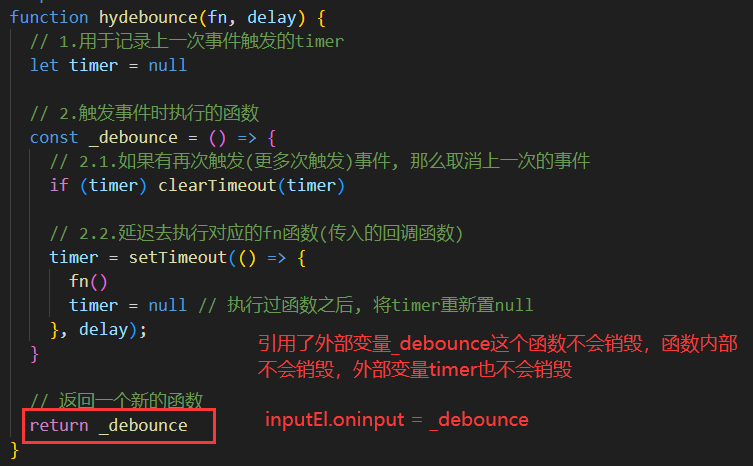 function hydebounce(fn, delay) {
// 1.用于记录上一次事件触发的timer
let timer = null
// 2.触发事件时执行的函数
const _debounce = () => {
// 2.1.如果有再次触发(更多次触发)事件, 那么取消上一次的事件
if (timer) clearTimeout(timer)
// 2.2.延迟去执行对应的fn函数(传入的回调函数)
timer = setTimeout(() => {
fn()
timer = null // 执行过函数之后, 将timer重新置null
}, delay);
引用了外部变量_debounce这个函数不会销毁，函数内部
}
不会销毁，外部变量timer也不会销毁
// 返回一个新的函数
return _debounce
inputEl.oninput = _debounce
}